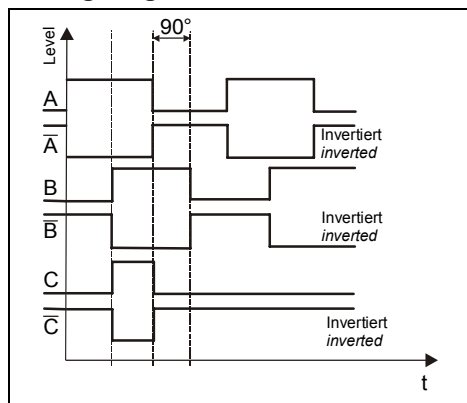 90°
Level
A
A̅
Invertiert
inverted
B
B̅
Invertiert
inverted
C
C̅
Invertiert
inverted
t